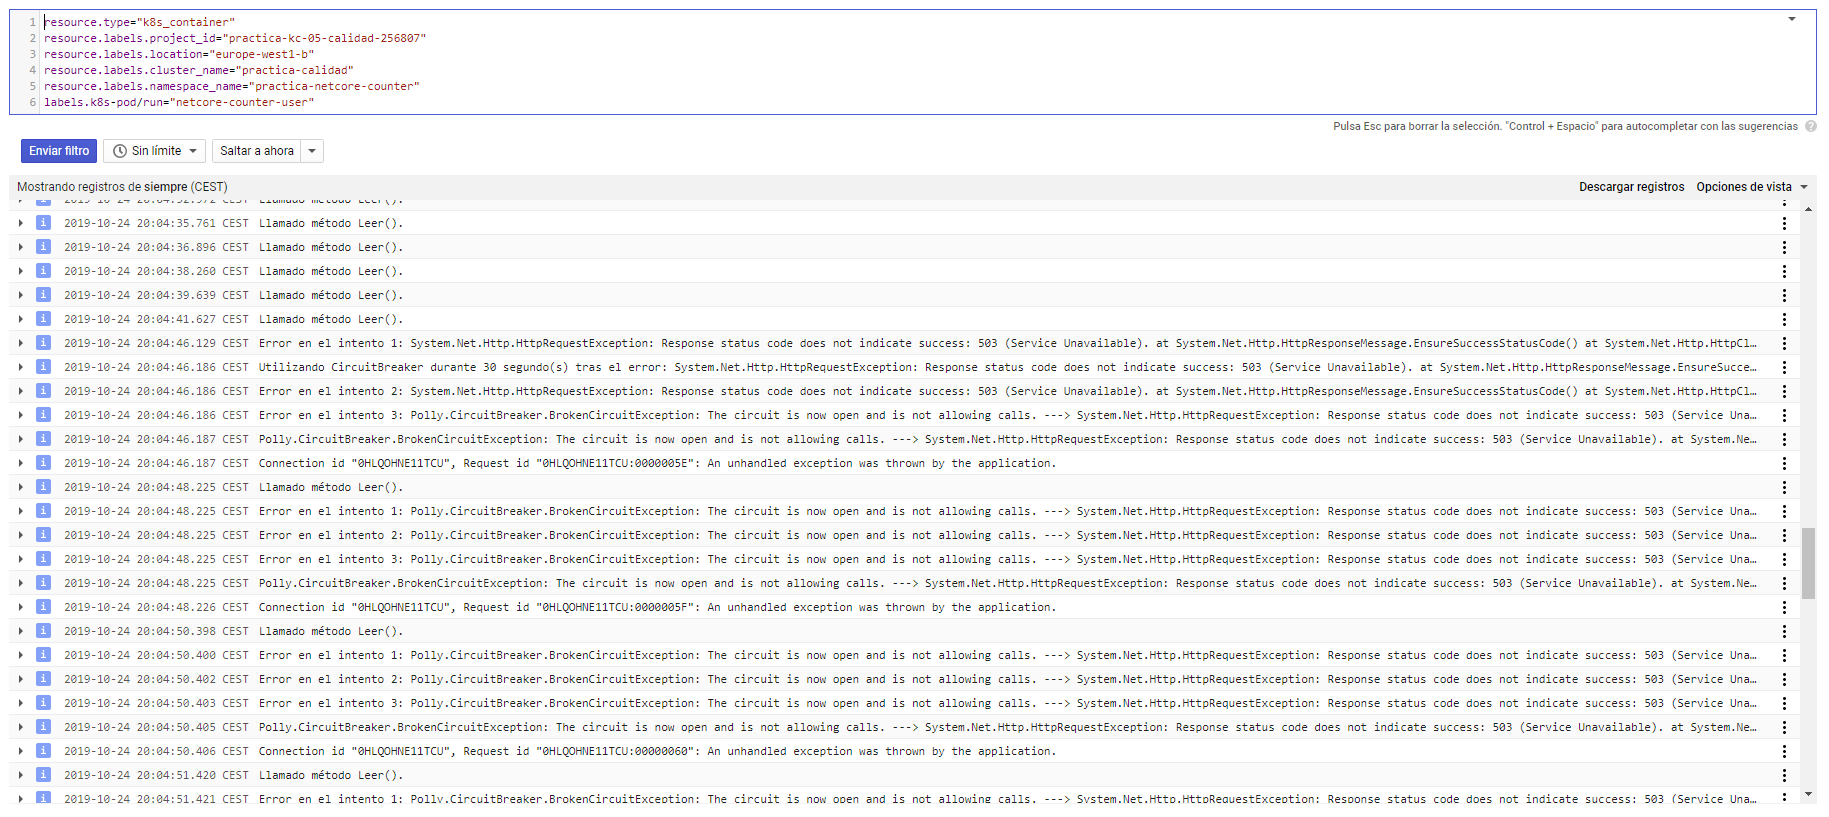 1 resource.type="k8s_container"
2 resource.labels.project_id="practica-kc-05-calidad-256807"
3 resource.labels.location="europe-west1-b"
4 resource.labels.cluster_name="practica-calidad"
5 resource.labels.namespace_name="practica-netcore-counter"
6 labels.k8s-pod/run="netcore-counter-user"
Pulsa Esc para borrar la selección. "Control + Espacio" para autocompletar con las sugerencias ?
Enviar filtro Sin límite Saltar a ahora
Mostrando registros de siempre (CEST) Descargar registros Opciones de vista
i 2019-10-24 20:04:32.972 CEST Llamado método Leer().
i 2019-10-24 20:04:35.761 CEST Llamado método Leer().
i 2019-10-24 20:04:36.896 CEST Llamado método Leer().
i 2019-10-24 20:04:38.260 CEST Llamado método Leer().
i 2019-10-24 20:04:39.639 CEST Llamado método Leer().
i 2019-10-24 20:04:41.627 CEST Llamado método Leer().
i 2019-10-24 20:04:46.129 CEST Error en el intento 1: System.Net.Http.HttpRequestException: Response status code does not indicate success: 503 (Service Unavailable). at System.Net.Http.HttpResponseMessage.EnsureSuccessStatusCode() at System.Net.Http.HttpCl…
i 2019-10-24 20:04:46.186 CEST Utilizando CircuitBreaker durante 30 segundo(s) tras el error: System.Net.Http.HttpRequestException: Response status code does not indicate success: 503 (Service Unavailable). at System.Net.Http.HttpResponseMessage.EnsureSucce…
i 2019-10-24 20:04:46.186 CEST Error en el intento 2: System.Net.Http.HttpRequestException: Response status code does not indicate success: 503 (Service Unavailable). at System.Net.Http.HttpResponseMessage.EnsureSuccessStatusCode() at System.Net.Http.HttpCl…
i 2019-10-24 20:04:46.186 CEST Error en el intento 3: Polly.CircuitBreaker.BrokenCircuitException: The circuit is now open and is not allowing calls. ---> System.Net.Http.HttpRequestException: Response status code does not indicate success: 503 (Service Una…
i 2019-10-24 20:04:46.187 CEST Polly.CircuitBreaker.BrokenCircuitException: The circuit is now open and is not allowing calls. ---> System.Net.Http.HttpRequestException: Response status code does not indicate success: 503 (Service Unavailable). at System.Ne…
i 2019-10-24 20:04:46.187 CEST Connection id "0HLQOHNE11TCU", Request id "0HLQOHNE11TCU:0000005E": An unhandled exception was thrown by the application.
i 2019-10-24 20:04:48.225 CEST Llamado método Leer().
i 2019-10-24 20:04:48.225 CEST Error en el intento 1: Polly.CircuitBreaker.BrokenCircuitException: The circuit is now open and is not allowing calls. ---> System.Net.Http.HttpRequestException: Response status code does not indicate success: 503 (Service Una…
i 2019-10-24 20:04:48.225 CEST Error en el intento 2: Polly.CircuitBreaker.BrokenCircuitException: The circuit is now open and is not allowing calls. ---> System.Net.Http.HttpRequestException: Response status code does not indicate success: 503 (Service Una…
i 2019-10-24 20:04:48.225 CEST Error en el intento 3: Polly.CircuitBreaker.BrokenCircuitException: The circuit is now open and is not allowing calls. ---> System.Net.Http.HttpRequestException: Response status code does not indicate success: 503 (Service Una…
i 2019-10-24 20:04:48.225 CEST Polly.CircuitBreaker.BrokenCircuitException: The circuit is now open and is not allowing calls. ---> System.Net.Http.HttpRequestException: Response status code does not indicate success: 503 (Service Unavailable). at System.Ne…
i 2019-10-24 20:04:48.226 CEST Connection id "0HLQOHNE11TCU", Request id "0HLQOHNE11TCU:0000005F": An unhandled exception was thrown by the application.
i 2019-10-24 20:04:50.398 CEST Llamado método Leer().
i 2019-10-24 20:04:50.400 CEST Error en el intento 1: Polly.CircuitBreaker.BrokenCircuitException: The circuit is now open and is not allowing calls. ---> System.Net.Http.HttpRequestException: Response status code does not indicate success: 503 (Service Una…
i 2019-10-24 20:04:50.402 CEST Error en el intento 2: Polly.CircuitBreaker.BrokenCircuitException: The circuit is now open and is not allowing calls. ---> System.Net.Http.HttpRequestException: Response status code does not indicate success: 503 (Service Una…
i 2019-10-24 20:04:50.403 CEST Error en el intento 3: Polly.CircuitBreaker.BrokenCircuitException: The circuit is now open and is not allowing calls. ---> System.Net.Http.HttpRequestException: Response status code does not indicate success: 503 (Service Una…
i 2019-10-24 20:04:50.405 CEST Polly.CircuitBreaker.BrokenCircuitException: The circuit is now open and is not allowing calls. ---> System.Net.Http.HttpRequestException: Response status code does not indicate success: 503 (Service Unavailable). at System.Ne…
i 2019-10-24 20:04:50.406 CEST Connection id "0HLQOHNE11TCU", Request id "0HLQOHNE11TCU:00000060": An unhandled exception was thrown by the application.
i 2019-10-24 20:04:51.420 CEST Llamado método Leer().
i 2019-10-24 20:04:51.421 CEST Error en el intento 1: Polly.CircuitBreaker.BrokenCircuitException: The circuit is now open and is not allowing calls. ---> System.Net.Http.HttpRequestException: Response status code does not indicate success: 503 (Service Una…